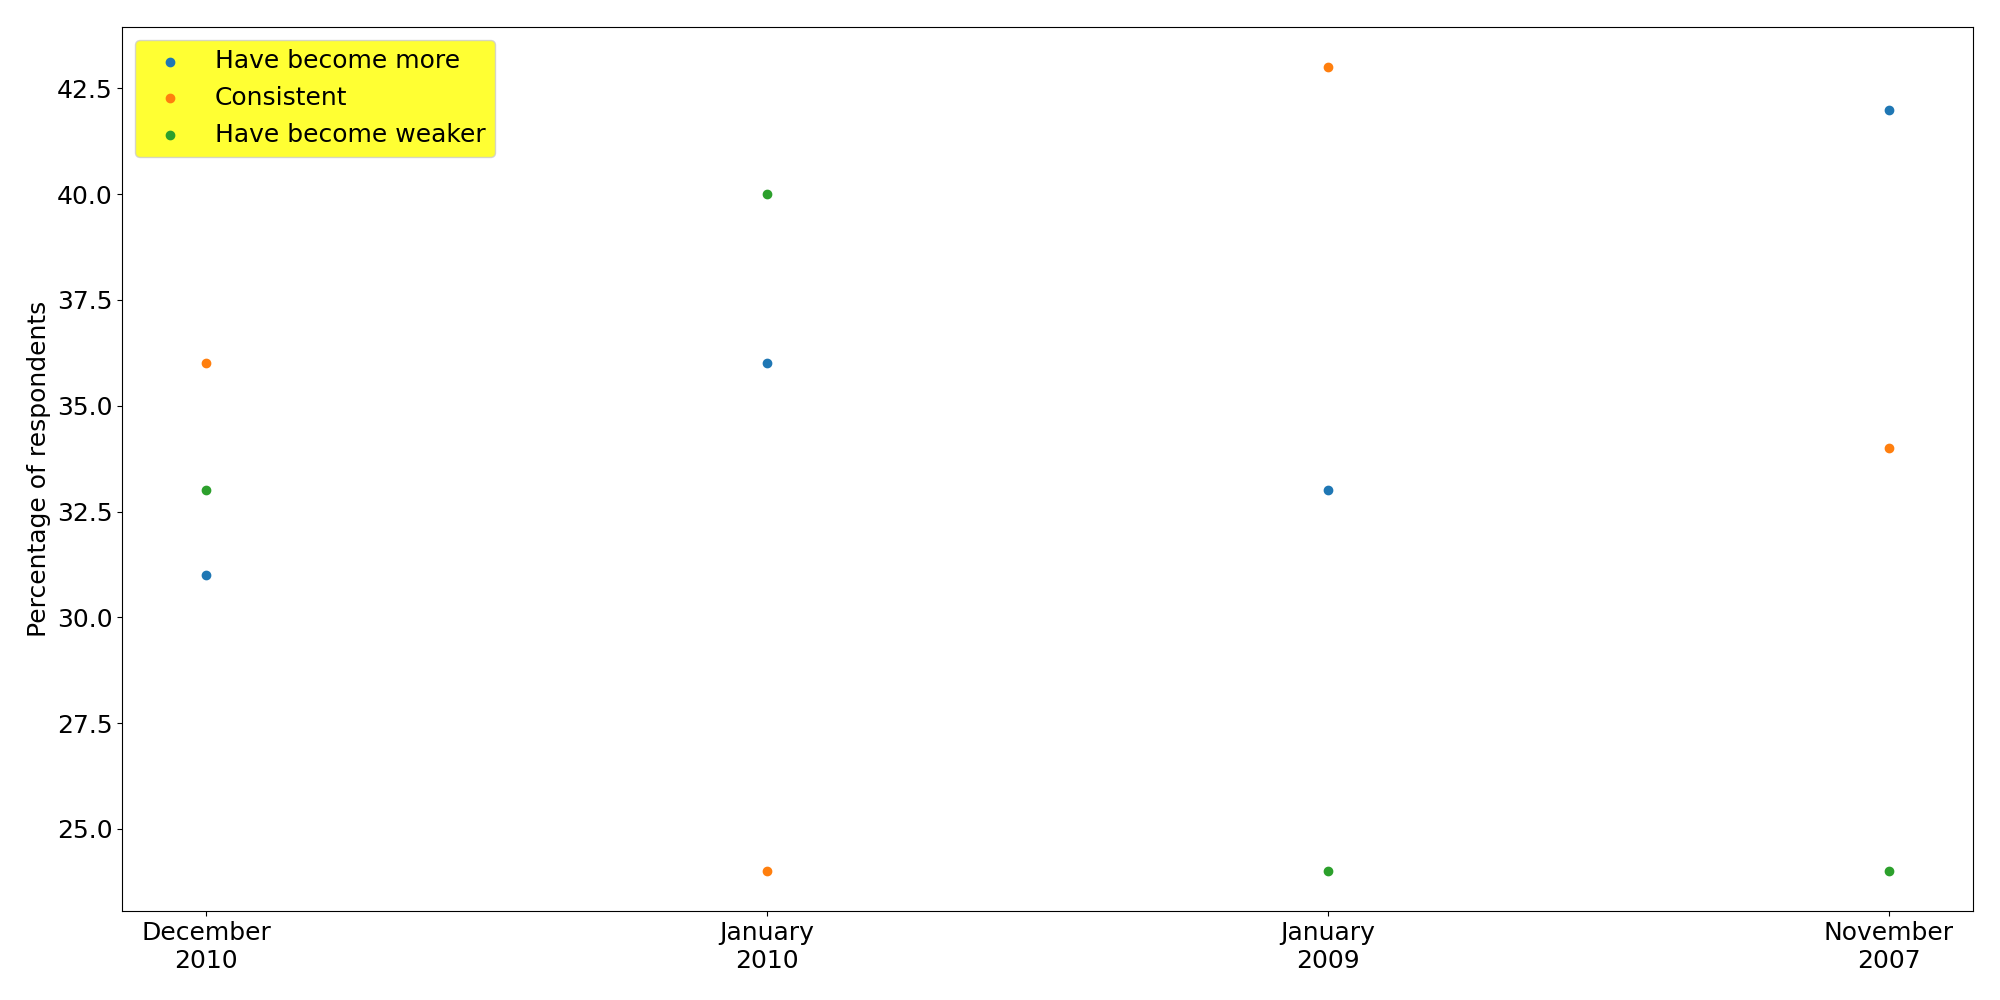 Have become more
Consistent
Have become weaker
Percentage of respondents
42.5
40.0
37.5
35.0
32.5
30.0
27.5
25.0
December
2010
January
2010
January
2009
November
2007